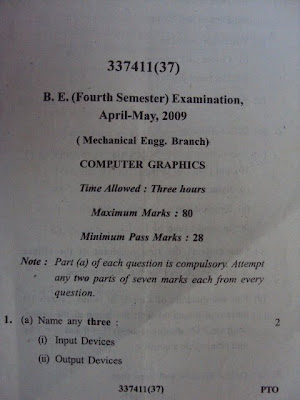 337411(37)
B. E. (Fourth Semester) Examination,
April-May, 2009
( Mechanical Engg. Branch)
COMPUTER GRAPHICS
Time Allowed : Three hours
Maximum Marks : 80
Minimum Pass Marks : 28
Note : Part (a) of each question is compulsory. Attempt
any two parts of seven marks each from every
question.
1. (a) Name any three : 2
(i) Input Devices
(ii) Output Devices
337411(37) PTO